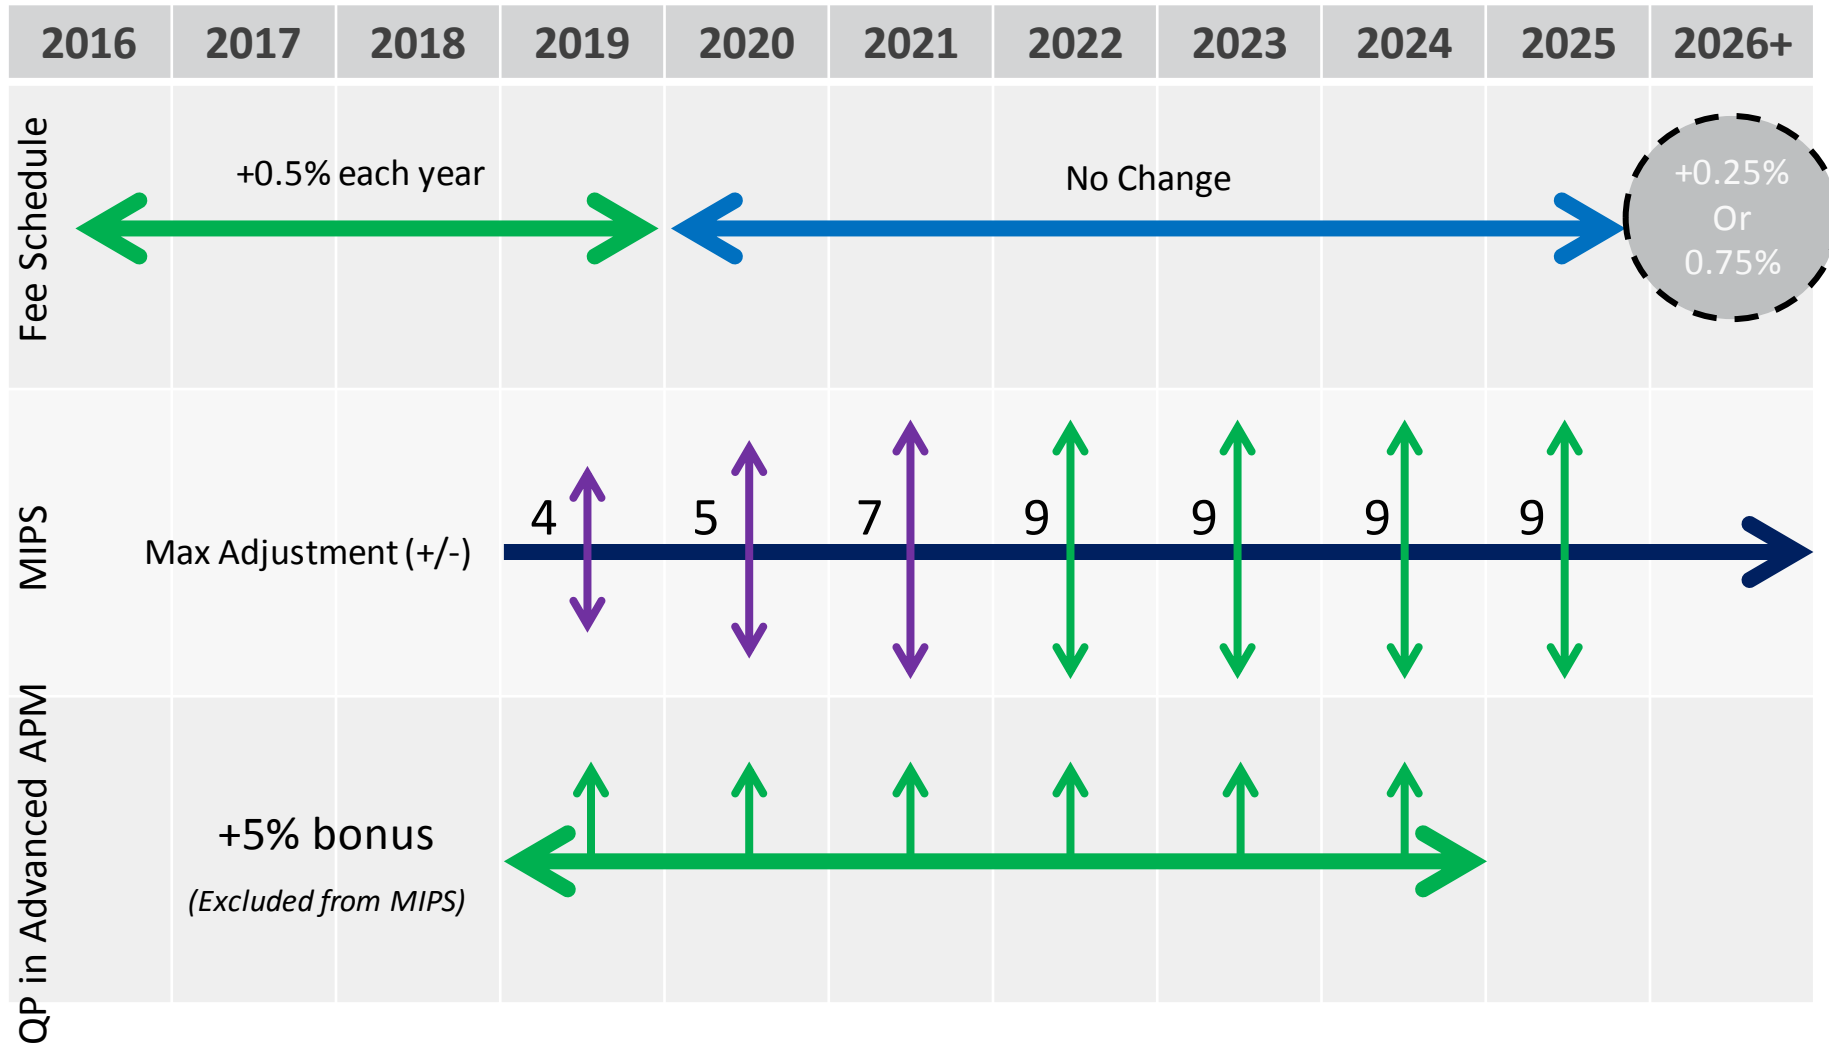 2016 2017 2018 2019 2020 2021 2022 2023 2024 2025 2026+
Fee Schedule
+0.5% each year
No Change
+0.25%
Or
0.75%
MIPS
Max Adjustment (+/-)
4 5 7 9 9 9 9
QP in Advanced APM
+5% bonus
(Excluded from MIPS)